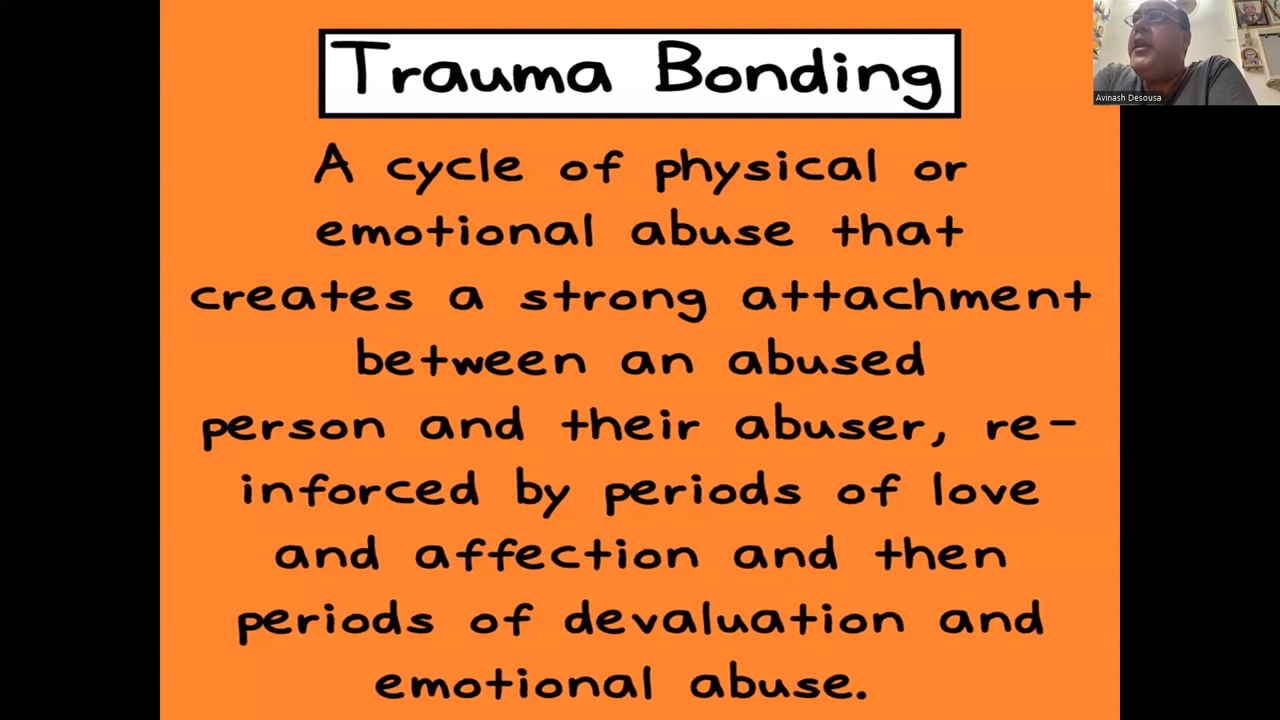 Trauma Bonding
A cycle of physical or
emotional abuse that
creates a strong attachment
between an abused
person and their abuser, re-
inforced by periods of love
and affection and then
periods of devaluation and
emotional abuse.
Avinash Desousa